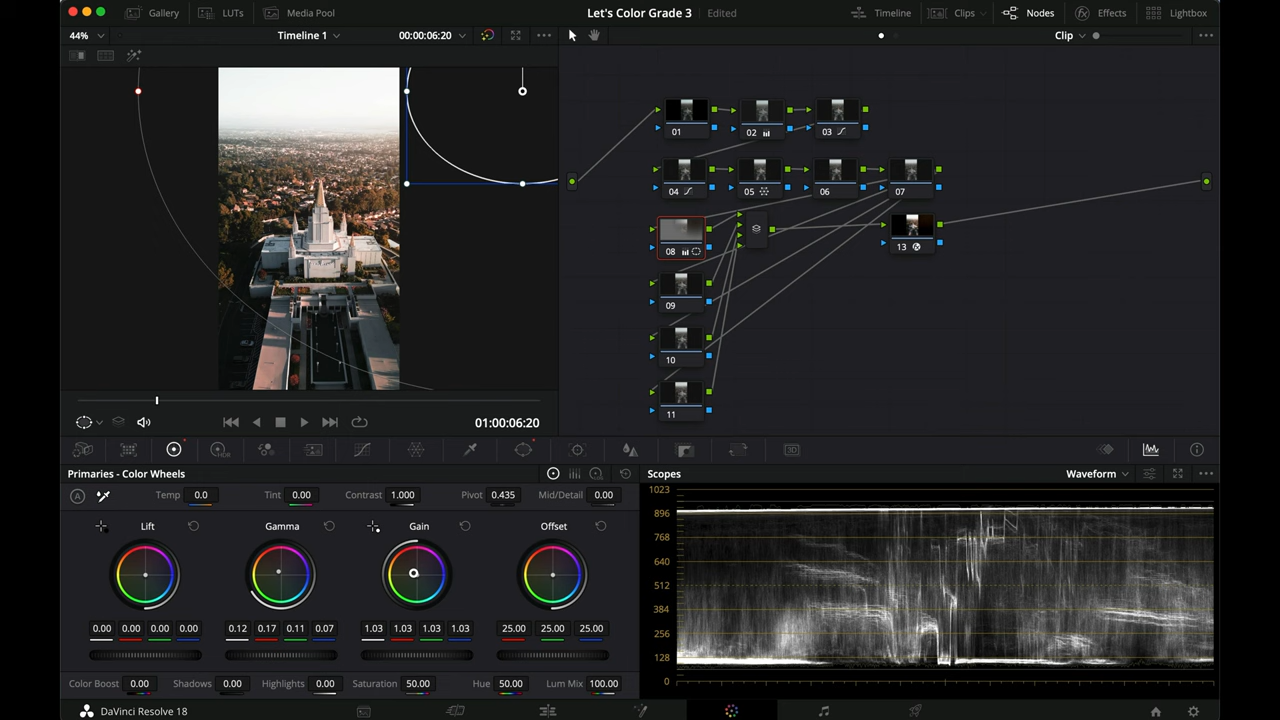 Gallery LUTs Media Pool Let's Color Grade 3 Edited Timeline Clips Nodes Effects Lightbox
44% Timeline 1 00:00:06:20 Clip
01 02 03
04 05 06 07
08 13
09
10
11
01:00:06:20
HDR 3D
Primaries - Color Wheels
A Temp 0.0 Tint 0.00 Contrast 1.000 Pivot 0.435 Mid/Detail 0.00
Lift Gamma Gain Offset
0.00 0.00 0.00 0.00 0.12 0.17 0.11 0.07 1.03 1.03 1.03 1.03 25.00 25.00 25.00
Color Boost 0.00 Shadows 0.00 Highlights 0.00 Saturation 50.00 Hue 50.00 Lum Mix 100.00
Scopes Waveform
1023
896
768
640
512
384
256
128
0
DaVinci Resolve 18